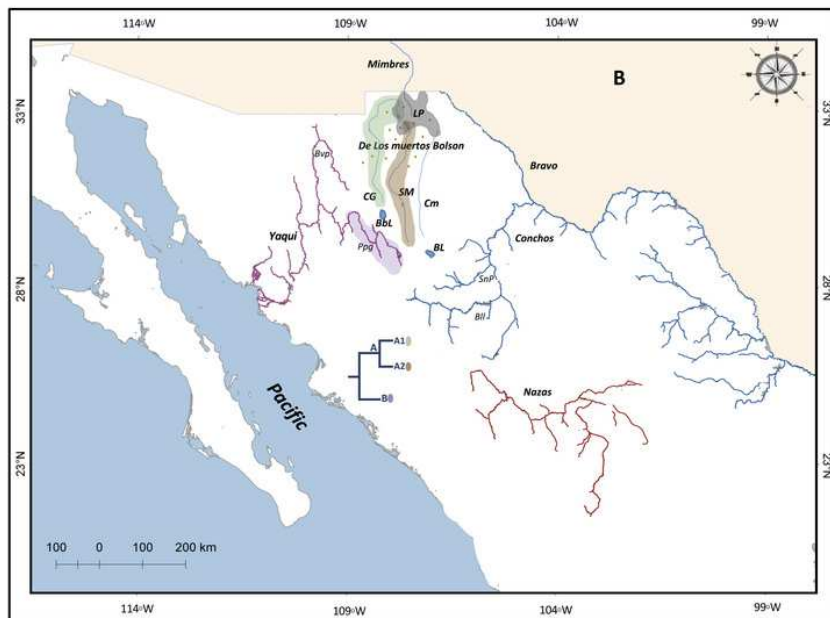 114°W 109°W 104°W 99°W
Mimbres
B
33°N LP 33°N
De Los muertos Bolson
Bvp
Bravo
CG SM Cm
BbL
Yaqui Conchos
Ppg BL
28°N SnP 28°N
Bll
A1
A
A2
Nazas
B
Pacific
23°N 23°N
100 0 100 200 km
114°W 109°W 104°W 99°W